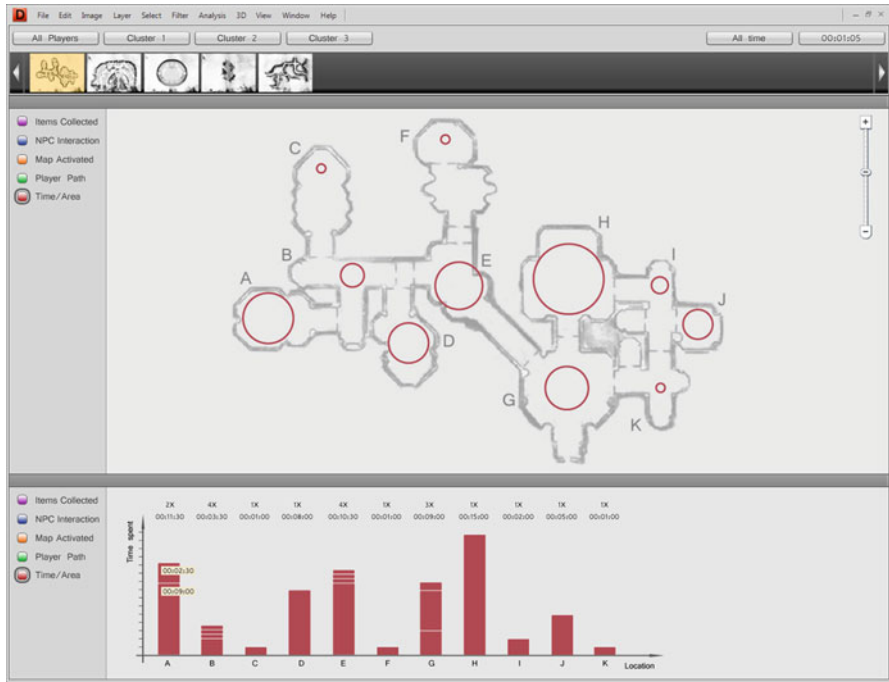 D File Edit Image Layer Select Filter Analysis 3D View Window Help
All Players Cluster 1 Cluster 2 Cluster 3 All time 00:01:05
Items Collected
NPC Interaction
Map Activated
Player Path
Time/Area
F
C
H
B
E
I
A
J
D
G
K
Items Collected
NPC Interaction
Map Activated
Player Path
Time/Area
2X 4X 1X 1X 4X 1X 3X 1X 1X 1X 1X
00:11:30 00:03:30 00:01:00 00:08:00 00:10:30 00:01:00 00:09:00 00:15:00 00:02:00 00:05:00 00:01:00
Time spent
00:02:30
00:09:00
A B C D E F G H I J K Location